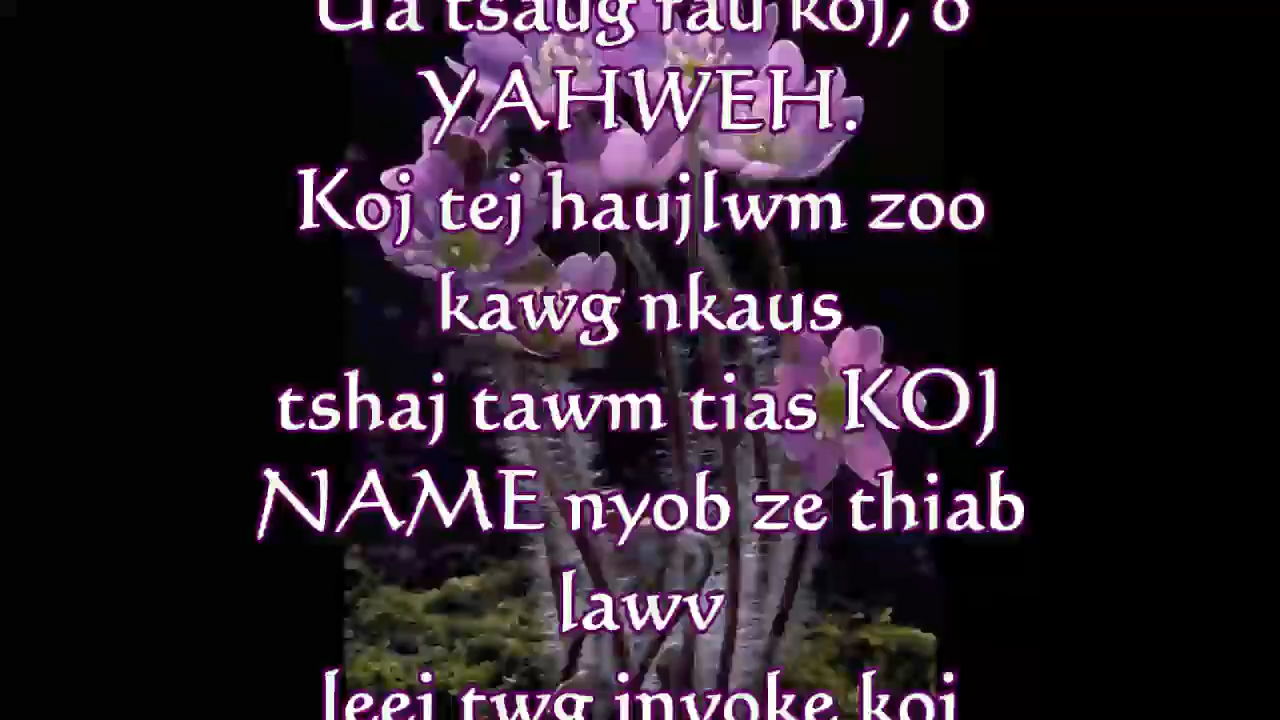 Ua tsaug rau koj, o
YAHWEH.
Koj tej haujlwm zoo
kawg nkaus
tshaj tawm tias KOJ
NAME nyob ze thiab
lawv
leej twg invoke koj